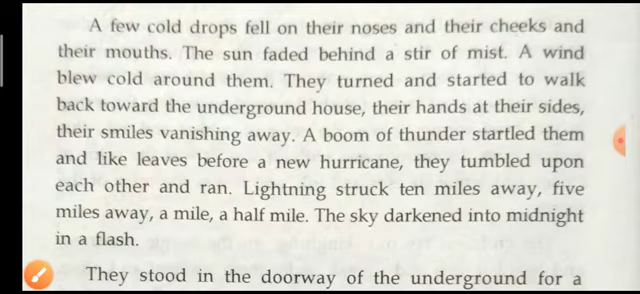 A few cold drops fell on their noses and their cheeks and
their mouths. The sun faded behind a stir of mist. A wind
blew cold around them. They turned and started to walk
back toward the underground house, their hands at their sides,
their smiles vanishing away. A boom of thunder startled them
and like leaves before a new hurricane, they tumbled upon
each other and ran. Lightning struck ten miles away, five
miles away, a mile, a half mile. The sky darkened into midnight
in a flash.
They stood in the doorway of the underground for a